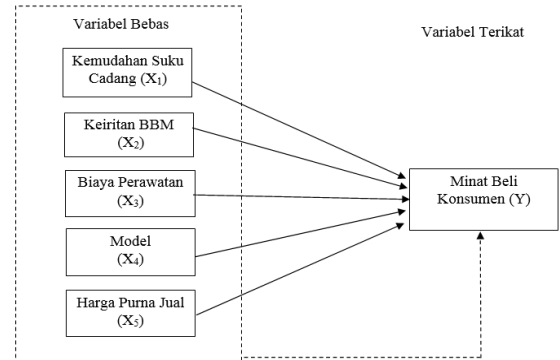 Variabel Bebas
Variabel Terikat
Kemudahan Suku
Cadang (X₁)
Keiritan BBM
(X₂)
Biaya Perawatan
(X₃)
Model
(X₄)
Harga Purna Jual
(X₅)
Minat Beli
Konsumen (Y)